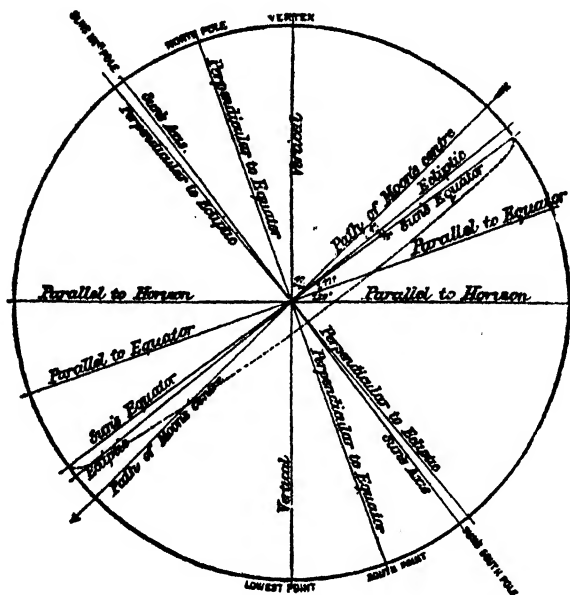 VERTEX
NORTH POLE
SUN'S NTH POLE
Sun's Axis.
Perpendicular to Ecliptic
Perpendicular to Equator
Vertical
Path of Moon's centre
Ecliptic
Sun's Equator
Parallel to Equator
Parallel to Horizon
Parallel to Horizon
Parallel to Equator
Sun's Equator
Ecliptic
Path of Moon's centre
Perpendicular to Ecliptic
Sun's Axis
Perpendicular to Equator
Vertical
LOWEST POINT
SOUTH POINT
SUN'S SOUTH POLE